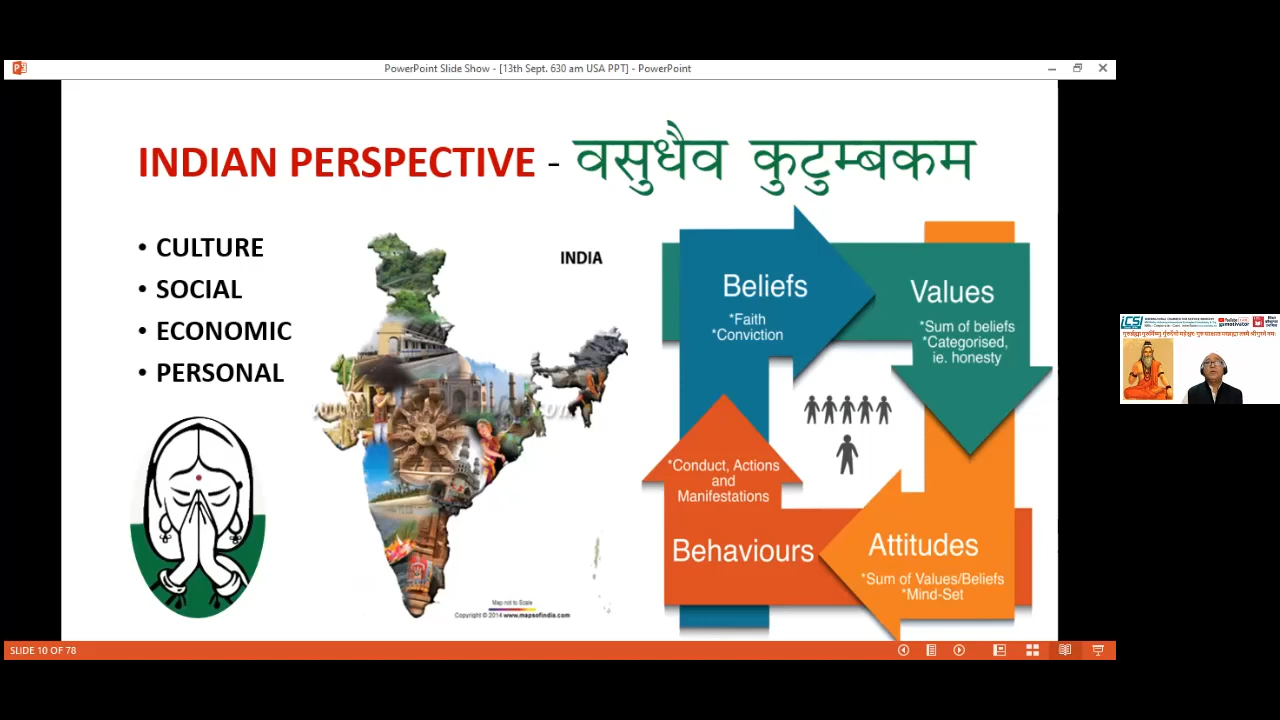 PowerPoint Slide Show - [13th Sept. 630 am USA PPT] - PowerPoint
INDIAN PERSPECTIVE - वसुधैव कुटुम्बकम
• CULTURE
• SOCIAL
• ECONOMIC
• PERSONAL
INDIA
Map not to Scale
Copyright © 2014 www.mapsofindia.com
Beliefs
*Faith
*Conviction
Values
*Sum of beliefs
*Categorised,
ie. honesty
Attitudes
*Sum of Values/Beliefs
*Mind-Set
*Conduct, Actions
and
Manifestations
Behaviours
SLIDE 10 OF 78
iCSi
YouTube